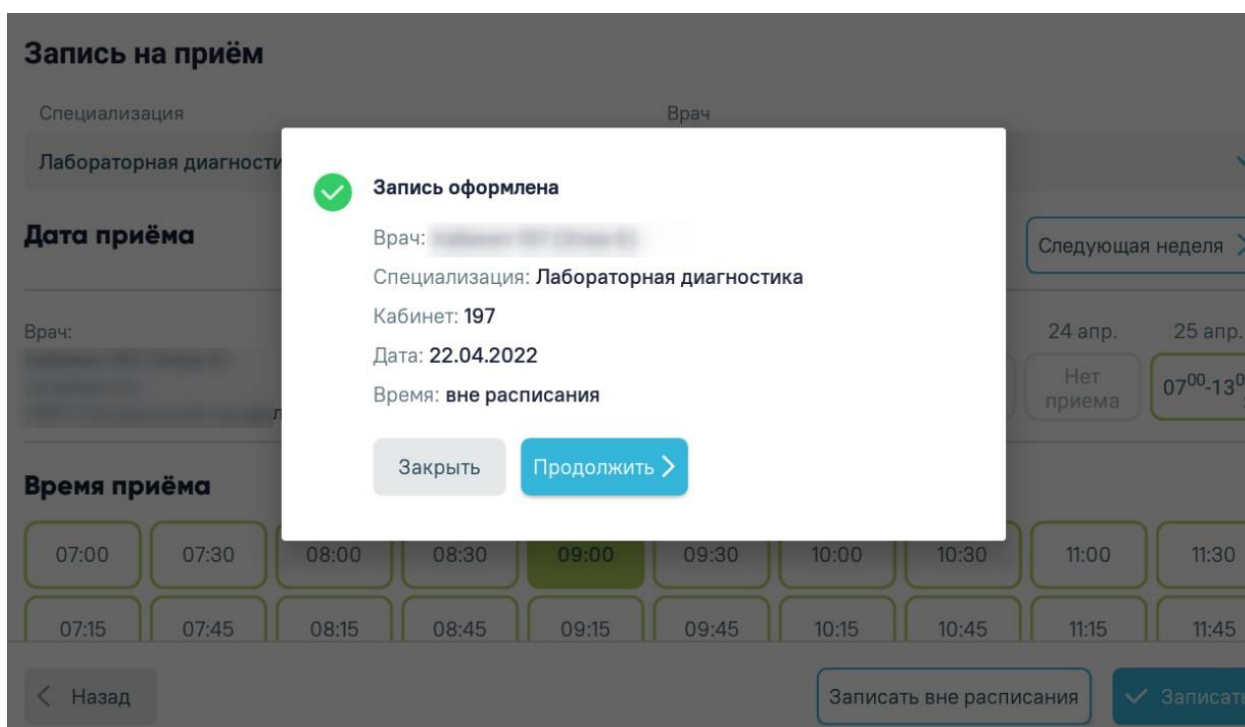 Запись на приём
Специализация Врач
Лабораторная диагности
Запись оформлена
Врач:
Специализация: Лабораторная диагностика
Кабинет: 197
Дата: 22.04.2022
Время: вне расписания
Закрыть Продолжить
Дата приёма
Следующая неделя
Врач:
24 апр. 25 апр.
Нет приема
07⁰⁰-13⁰
Время приёма
07:00 07:30 08:00 08:30 09:00 09:30 10:00 10:30 11:00 11:30
07:15 07:45 08:15 08:45 09:15 09:45 10:15 10:45 11:15 11:45
Назад Записать вне расписания Записать